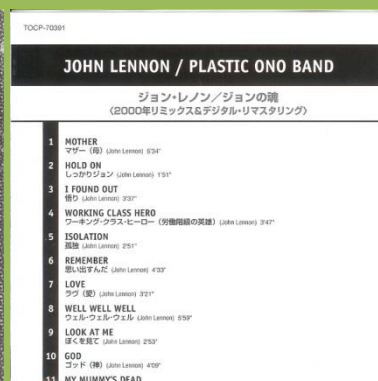 TOCP-70391
JOHN LENNON / PLASTIC ONO BAND
ジョン・レノン／ジョンの魂
〈2000年リミックス&デジタル・リマスタリング〉
1 MOTHER
マザー（母） (John Lennon) 5'34"
2 HOLD ON
しっかりジョン (John Lennon) 1'51"
3 I FOUND OUT
悟り (John Lennon) 3'37"
4 WORKING CLASS HERO
ワーキング・クラス・ヒーロー（労働階級の英雄） (John Lennon) 3'47"
5 ISOLATION
孤独 (John Lennon) 2'51"
6 REMEMBER
思い出すんだ (John Lennon) 4'33"
7 LOVE
ラヴ（愛） (John Lennon) 3'21"
8 WELL WELL WELL
ウェル・ウェル・ウェル (John Lennon) 5'59"
9 LOOK AT ME
ぼくを見て (John Lennon) 2'53"
10 GOD
ゴッド（神） (John Lennon) 4'09"
11 MY MUMMY'S DEAD